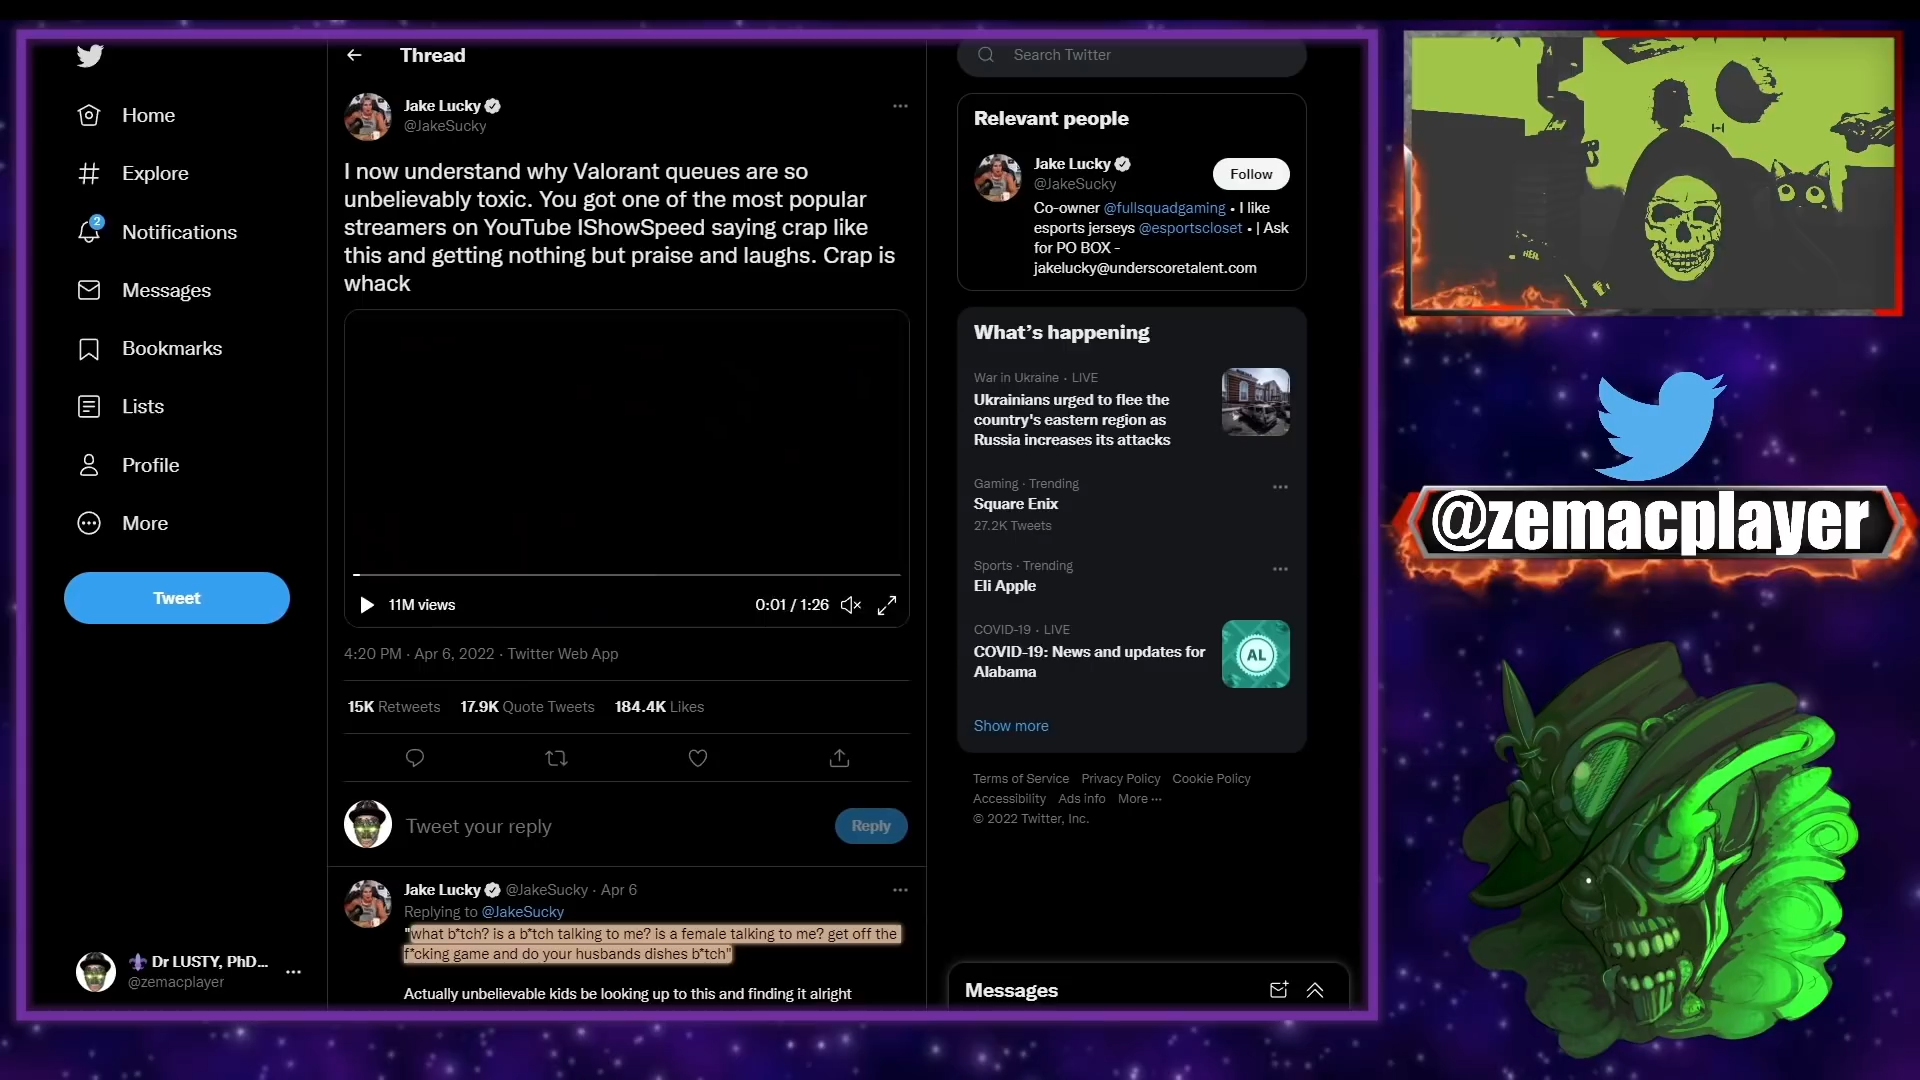 Home
Explore
2
Notifications
Messages
Bookmarks
Lists
Profile
More
Tweet
Dr LUSTY, PhD...
@zemacplayer
Thread
Jake Lucky
@JakeSucky
I now understand why Valorant queues are so
unbelievably toxic. You got one of the most popular
streamers on YouTube IShowSpeed saying crap like
this and getting nothing but praise and laughs. Crap is
whack
11M views
0:01 / 1:26
4:20 PM · Apr 6, 2022 · Twitter Web App
15K Retweets 17.9K Quote Tweets 184.4K Likes
Tweet your reply
Reply
Jake Lucky @JakeSucky · Apr 6
Replying to @JakeSucky
"what b*tch? is a b*tch talking to me? is a female talking to me? get off the
f*cking game and do your husbands dishes b*tch"
Actually unbelievable kids be looking up to this and finding it alright
Search Twitter
Relevant people
Jake Lucky
@JakeSucky
Follow
Co-owner @fullsquadgaming • I like
esports jerseys @esportscloset • | Ask
for PO BOX -
jakelucky@underscoretalent.com
What's happening
War in Ukraine · LIVE
Ukrainians urged to flee the
country's eastern region as
Russia increases its attacks
Gaming · Trending
Square Enix
27.2K Tweets
Sports · Trending
Eli Apple
COVID-19 · LIVE
COVID-19: News and updates for
Alabama
AL
Show more
Terms of Service Privacy Policy Cookie Policy
Accessibility Ads info More ···
© 2022 Twitter, Inc.
Messages
@zemacplayer